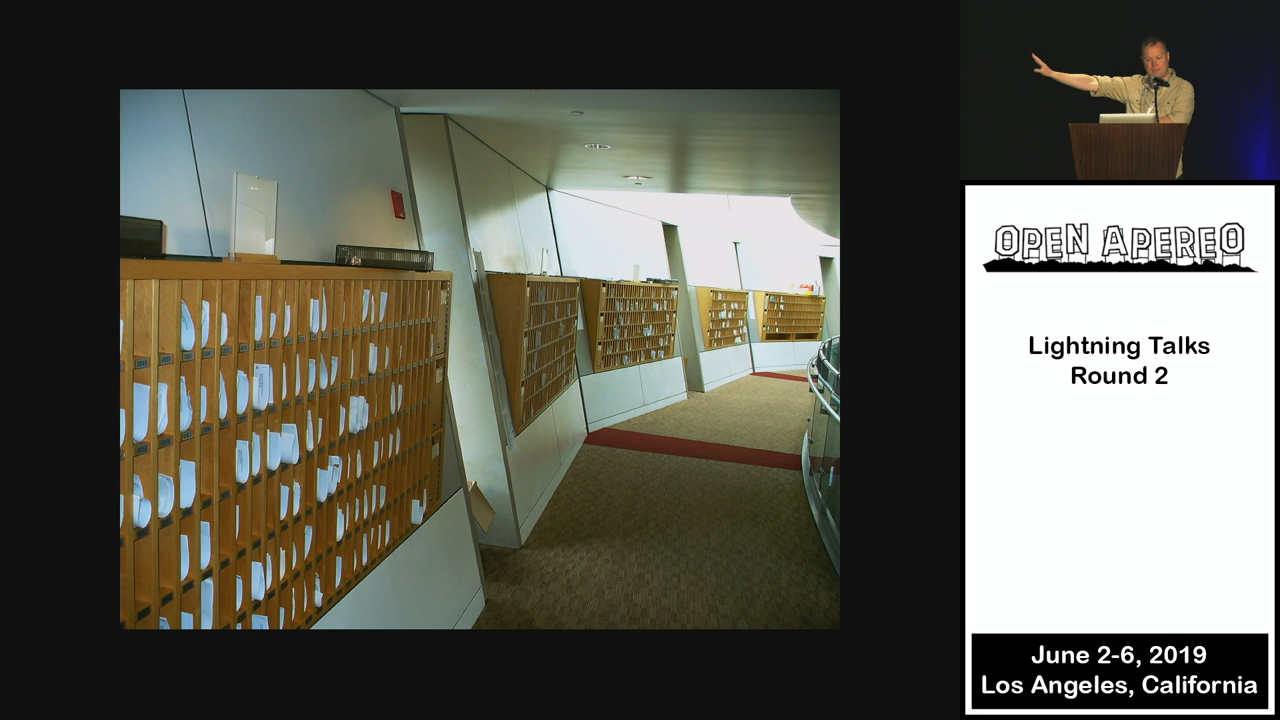 OPEN APEREO
Lightning Talks
Round 2
June 2-6, 2019
Los Angeles, California